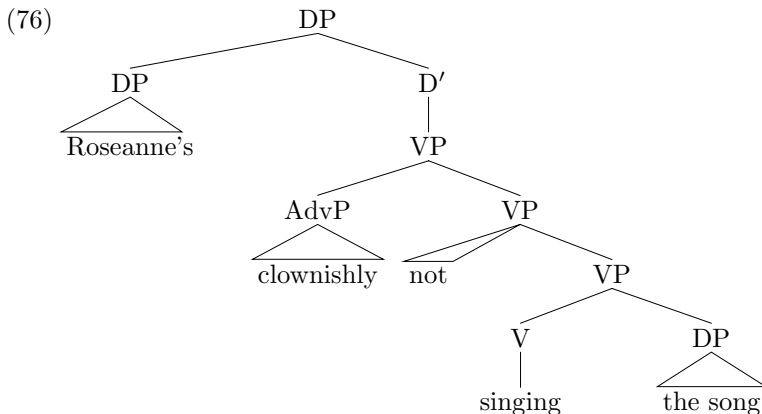 (76) DP
DP D′
Roseanne's
VP
AdvP VP
clownishly not
VP
V DP
singing the song